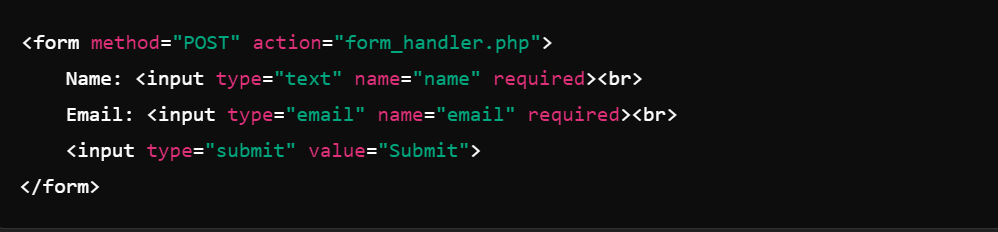 <form method="POST" action="form_handler.php">
    Name: <input type="text" name="name" required><br>
    Email: <input type="email" name="email" required><br>
    <input type="submit" value="Submit">
</form>